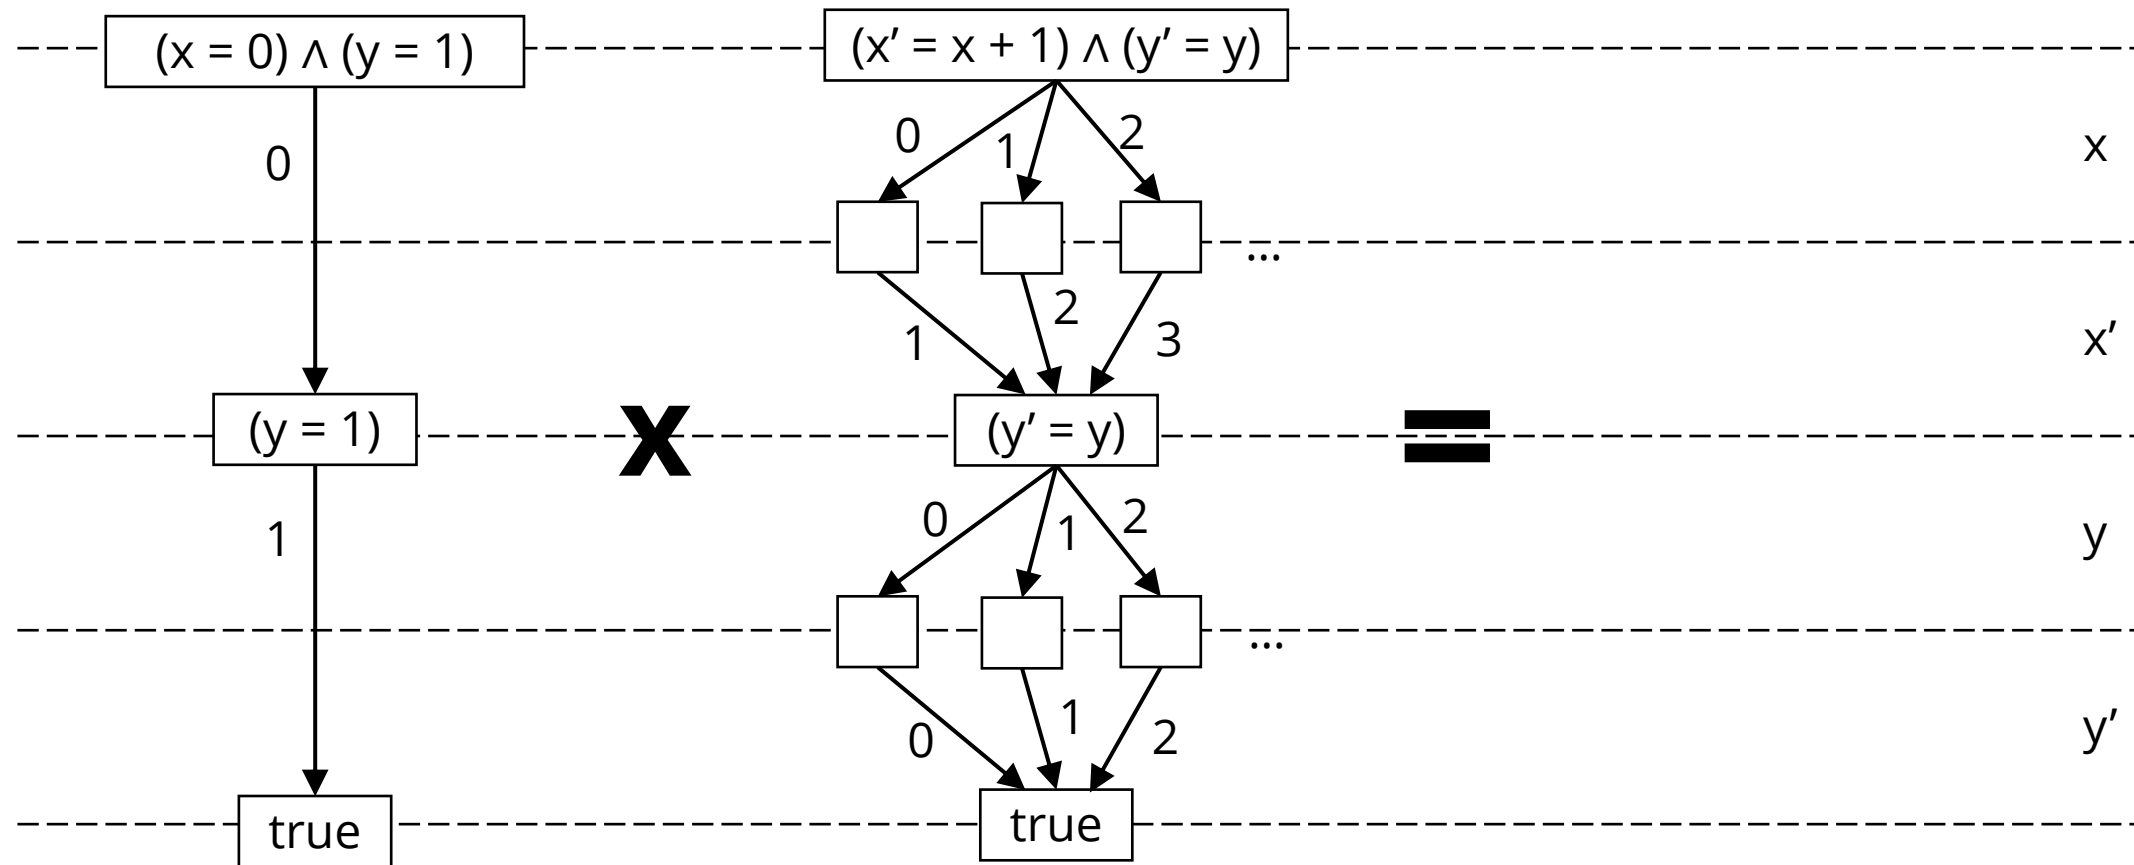 (x = 0) ∧ (y = 1)
(x’ = x + 1) ∧ (y’ = y)
0
0
1
2
x
...
1
2
3
x’
(y = 1)
x
(y’ = y)
=
1
0
1
2
y
...
0
1
2
y’
true
true